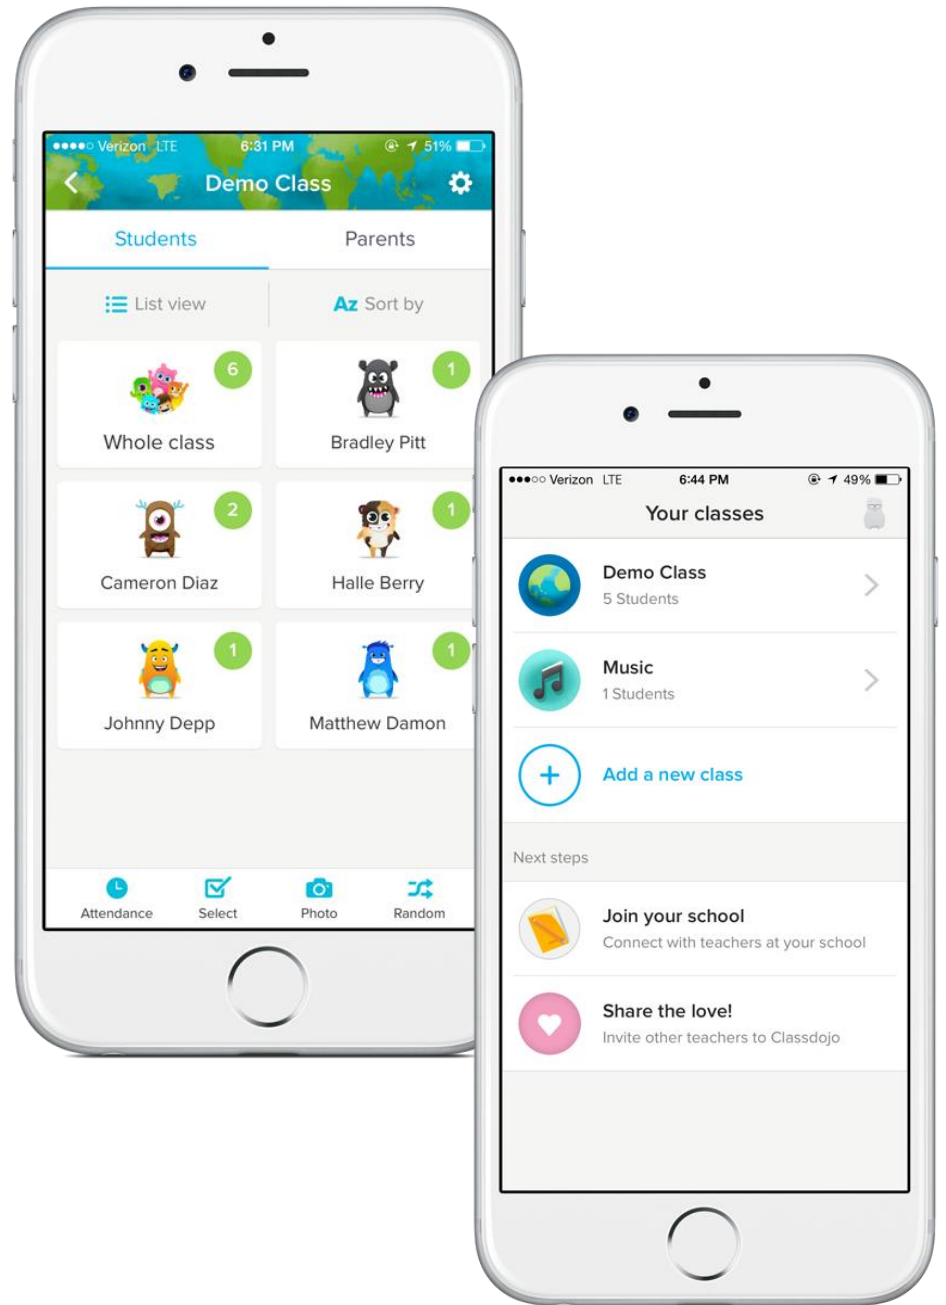 Verizon LTE 6:31 PM 51%
Demo Class
Students Parents
List view Az Sort by
6 1
Whole class Bradley Pitt
2 1
Cameron Diaz Halle Berry
1 1
Johnny Depp Matthew Damon
Attendance Select Photo Random
Verizon LTE 6:44 PM 49%
Your classes
Demo Class
5 Students
Music
1 Students
Add a new class
Next steps
Join your school
Connect with teachers at your school
Share the love!
Invite other teachers to Classdojo